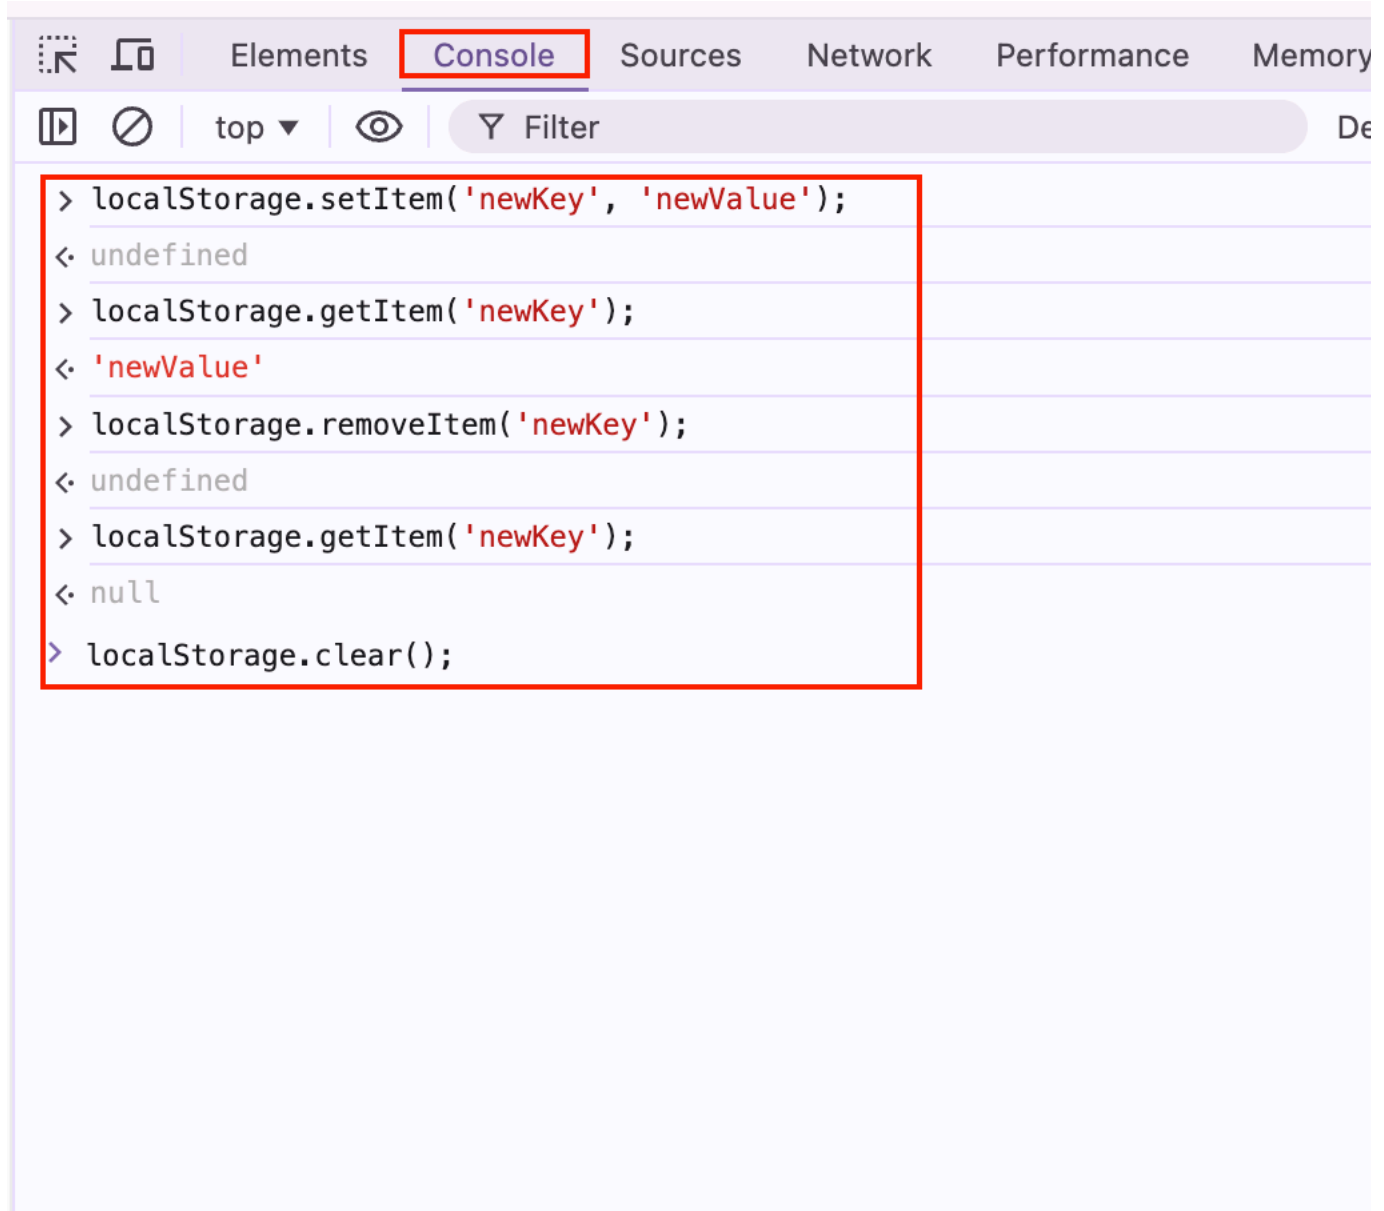 Elements Console Sources Network Performance Memory
top Filter De
> localStorage.setItem('newKey', 'newValue');
undefined
> localStorage.getItem('newKey');
'newValue'
> localStorage.removeItem('newKey');
undefined
> localStorage.getItem('newKey');
null
> localStorage.clear();